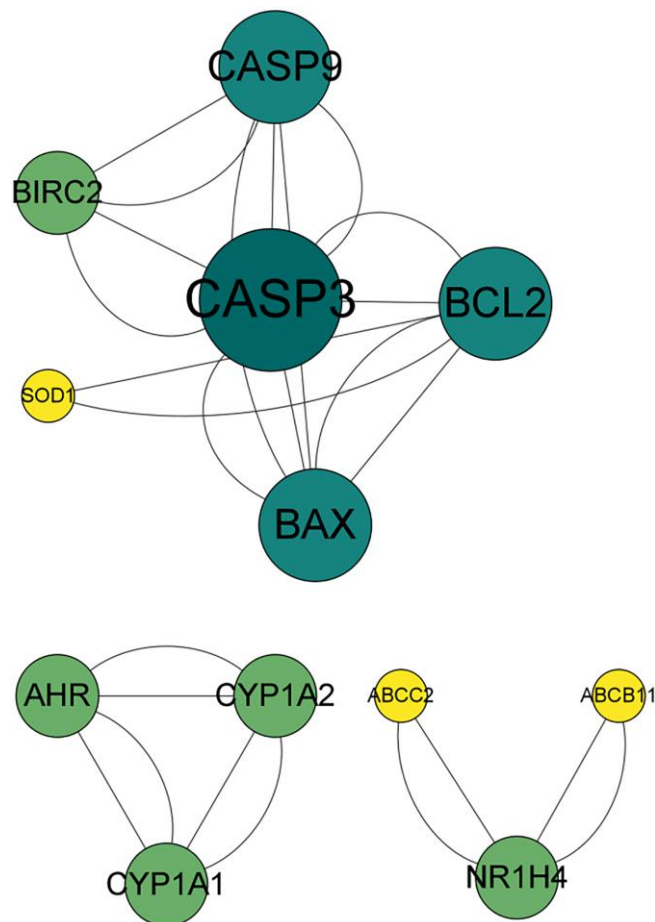 CASP9
BIRC2
CASP3
BCL2
SOD1
BAX
AHR
CYP1A2
ABCC2
ABCB11
CYP1A1
NR1H4